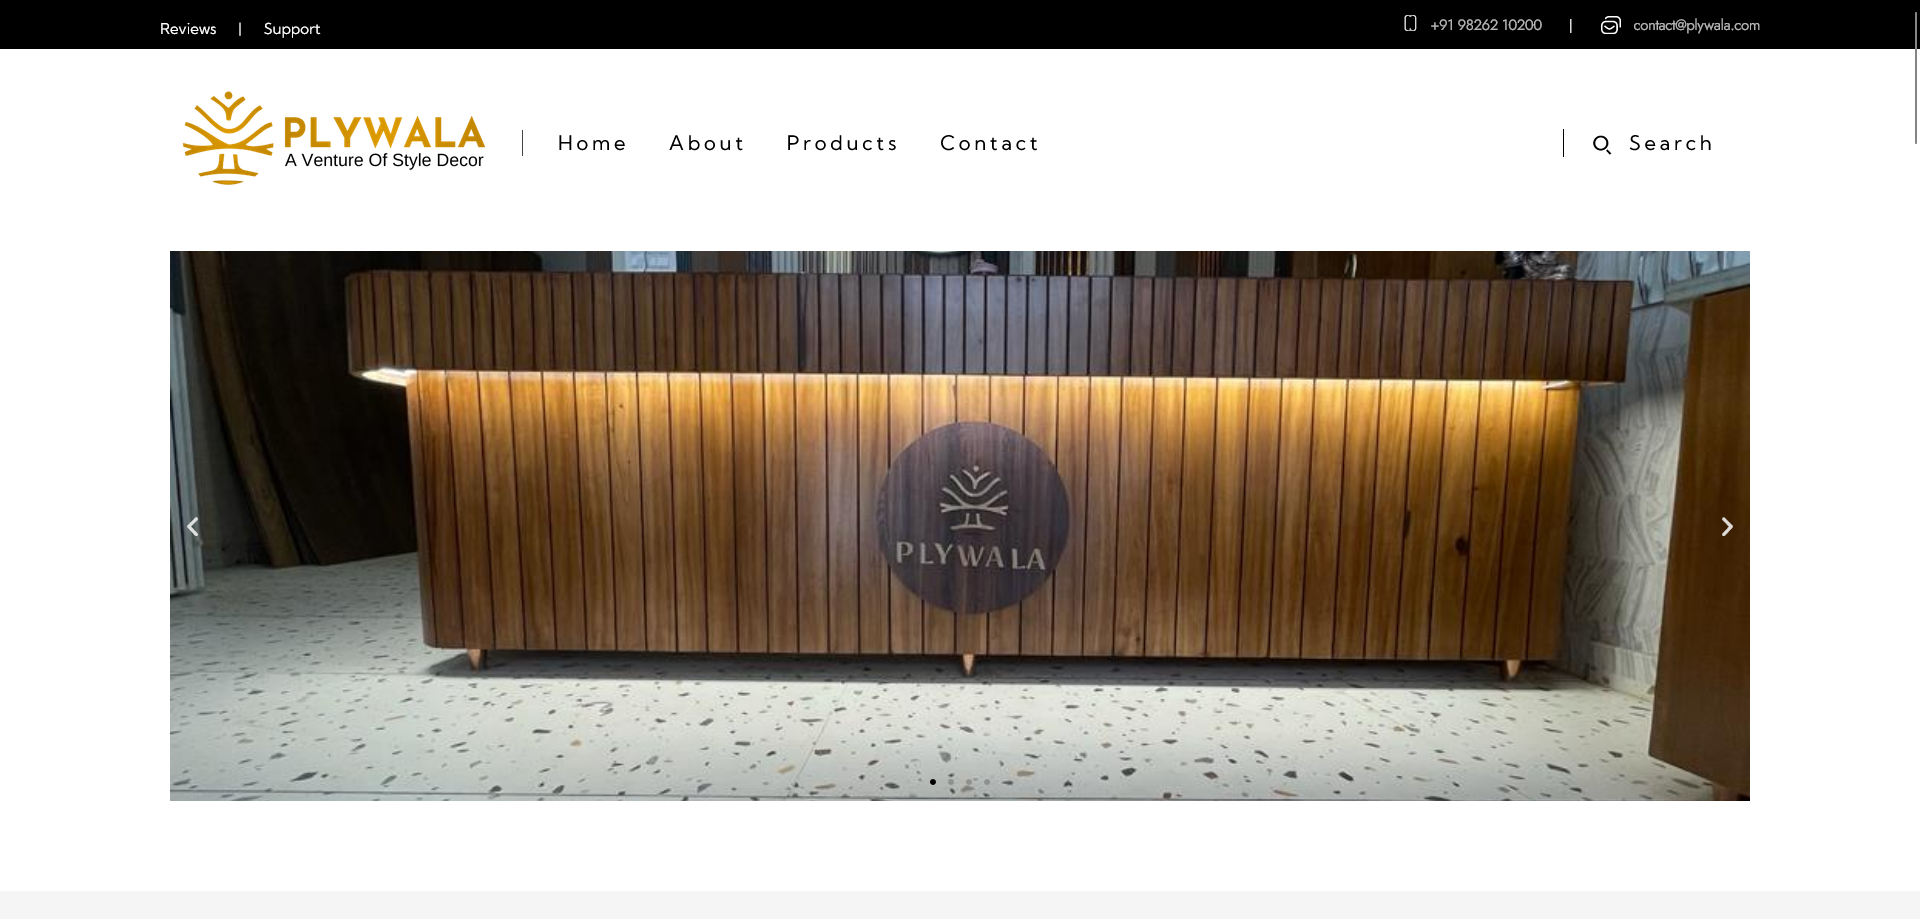 Reviews | Support
+91 98262 10200 | contact@plywala.com
PLYWALA
A Venture Of Style Decor
Home About Products Contact
Search
PLYWALA